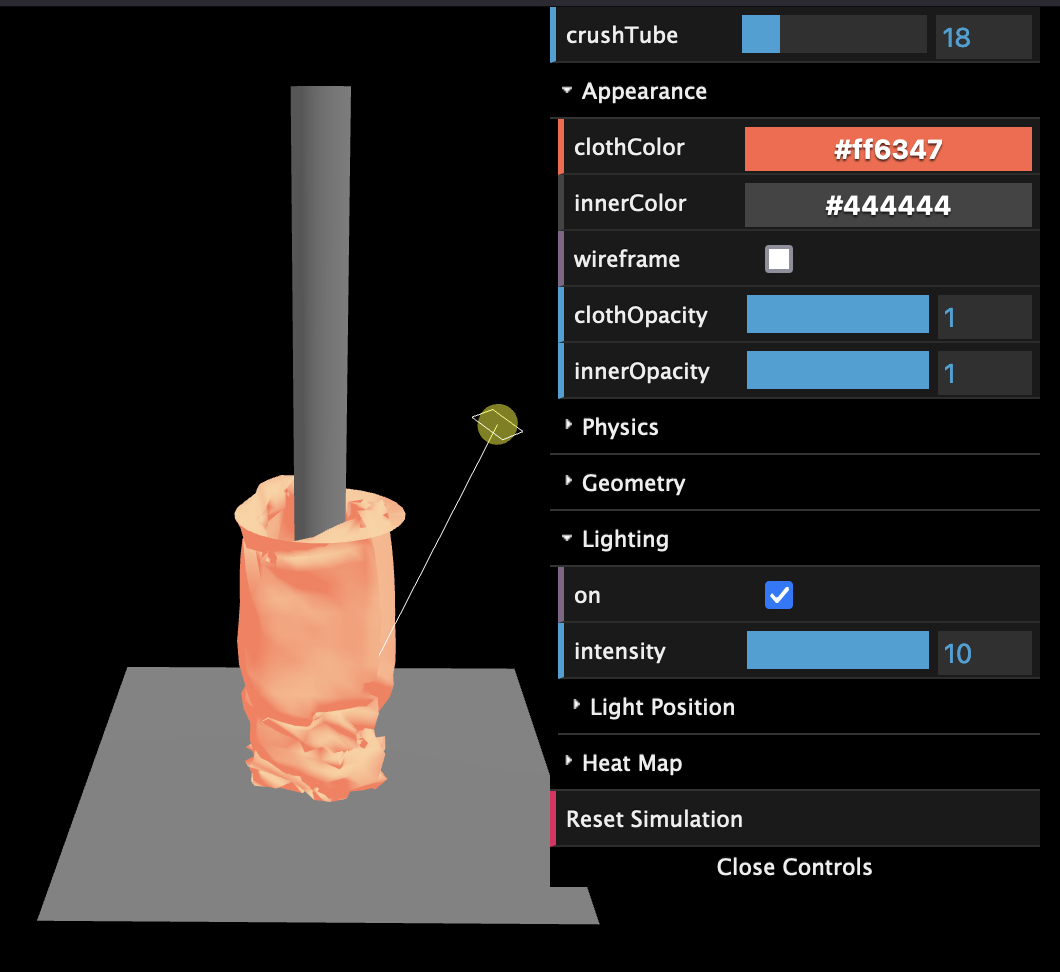 crushTube 18
Appearance
clothColor #ff6347
innerColor #444444
wireframe
clothOpacity 1
innerOpacity 1
Physics
Geometry
Lighting
on
intensity 10
Light Position
Heat Map
Reset Simulation
Close Controls